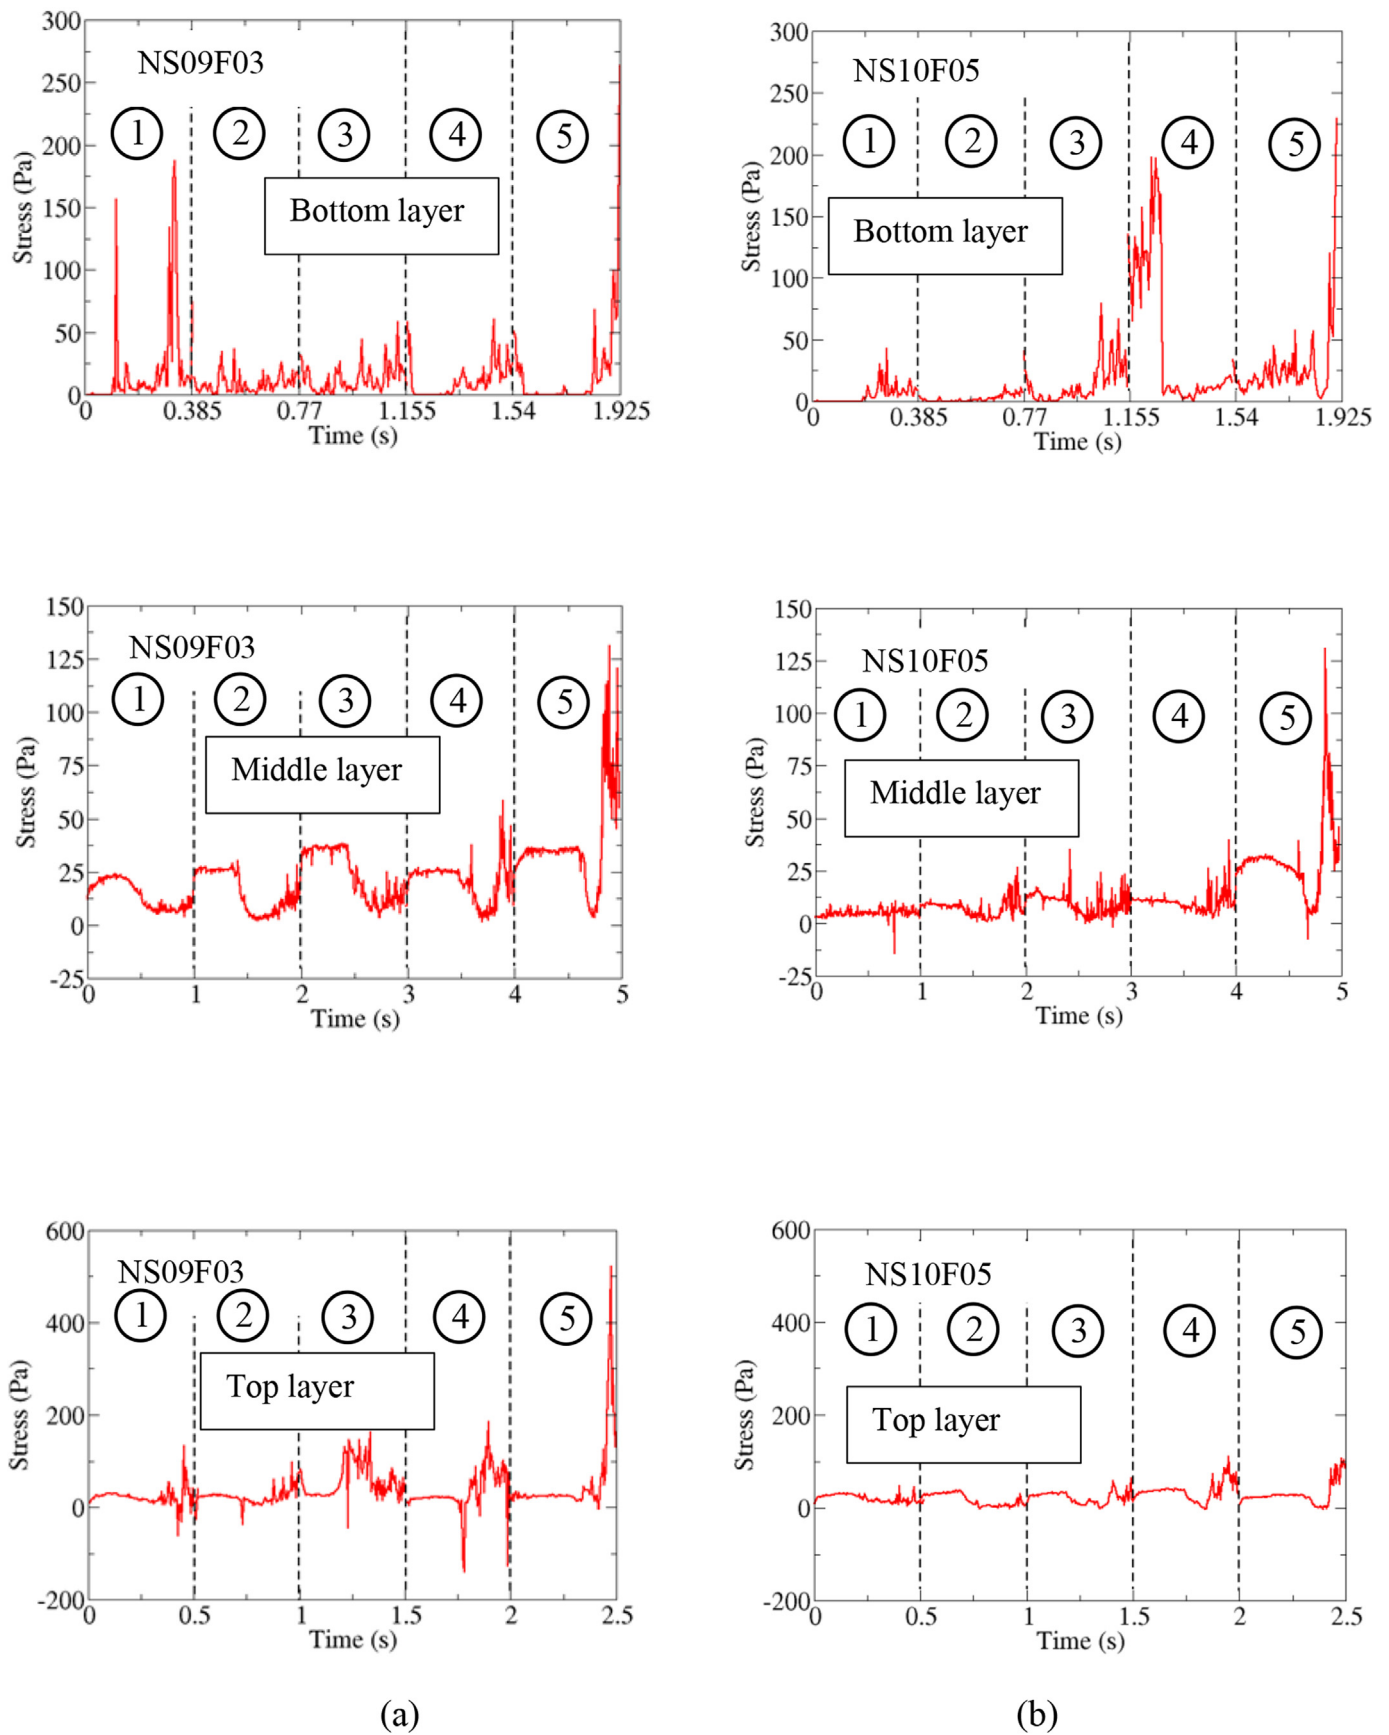 300
NS09F03
250
1 2 3 4 5
200
Stress (Pa)
Bottom layer
150
100
50
0
0 0.385 0.77 1.155 1.54 1.925
Time (s)
300
NS10F05
250
1 2 3 4 5
200
Stress (Pa)
Bottom layer
150
100
50
0
0 0.385 0.77 1.155 1.54 1.925
Time (s)
150
NS09F03
125
1 2 3 4 5
100
Stress (Pa)
Middle layer
75
50
25
0
-25
0 1 2 3 4 5
Time (s)
150
NS10F05
125
1 2 3 4 5
100
Stress (Pa)
Middle layer
75
50
25
0
-25
0 1 2 3 4 5
Time (s)
600
NS09F03
400
1 2 3 4 5
Stress (Pa)
Top layer
200
0
-200
0 0.5 1 1.5 2 2.5
Time (s)
600
NS10F05
400
1 2 3 4 5
Stress (Pa)
Top layer
200
0
-200
0 0.5 1 1.5 2 2.5
Time (s)
(a) (b)